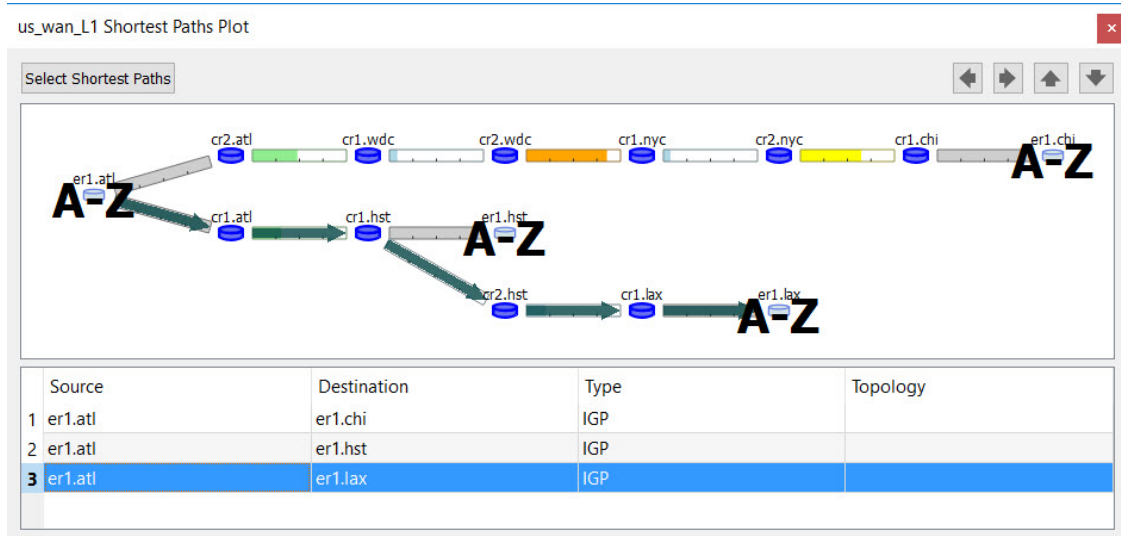 us_wan_L1 Shortest Paths Plot
Select Shortest Paths
cr2.atl cr1.wdc cr2.wdc cr1.nyc cr2.nyc cr1.chi er1.chi
A-Z
er1.atl
A-Z
cr1.atl cr1.hst er1.hst
A-Z
cr2.hst cr1.lax er1.lax
A-Z
Source Destination Type Topology
1 er1.atl er1.chi IGP
2 er1.atl er1.hst IGP
3 er1.atl er1.lax IGP